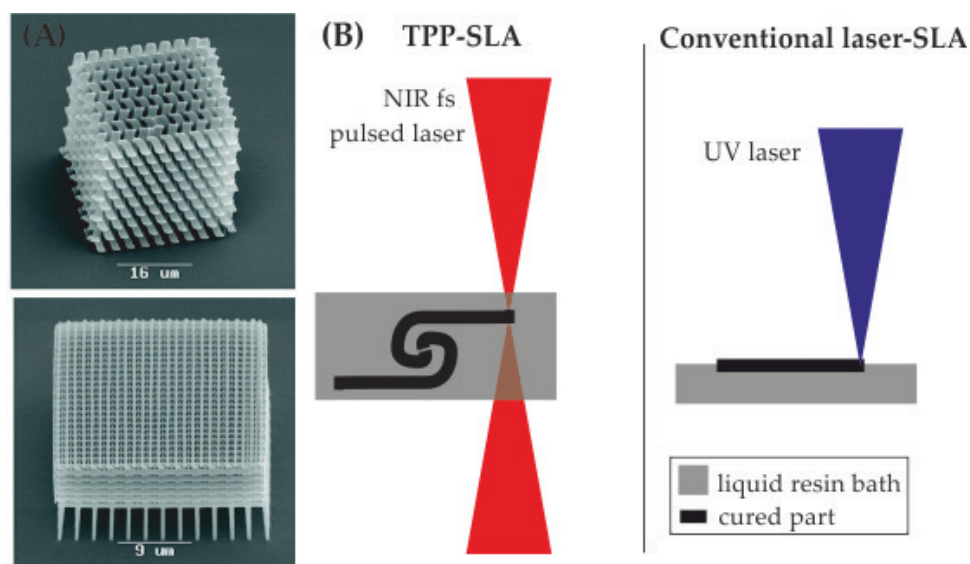 (A)
16 um
9 um
(B) TPP-SLA
NIR fs
pulsed laser
Conventional laser-SLA
UV laser
liquid resin bath
cured part